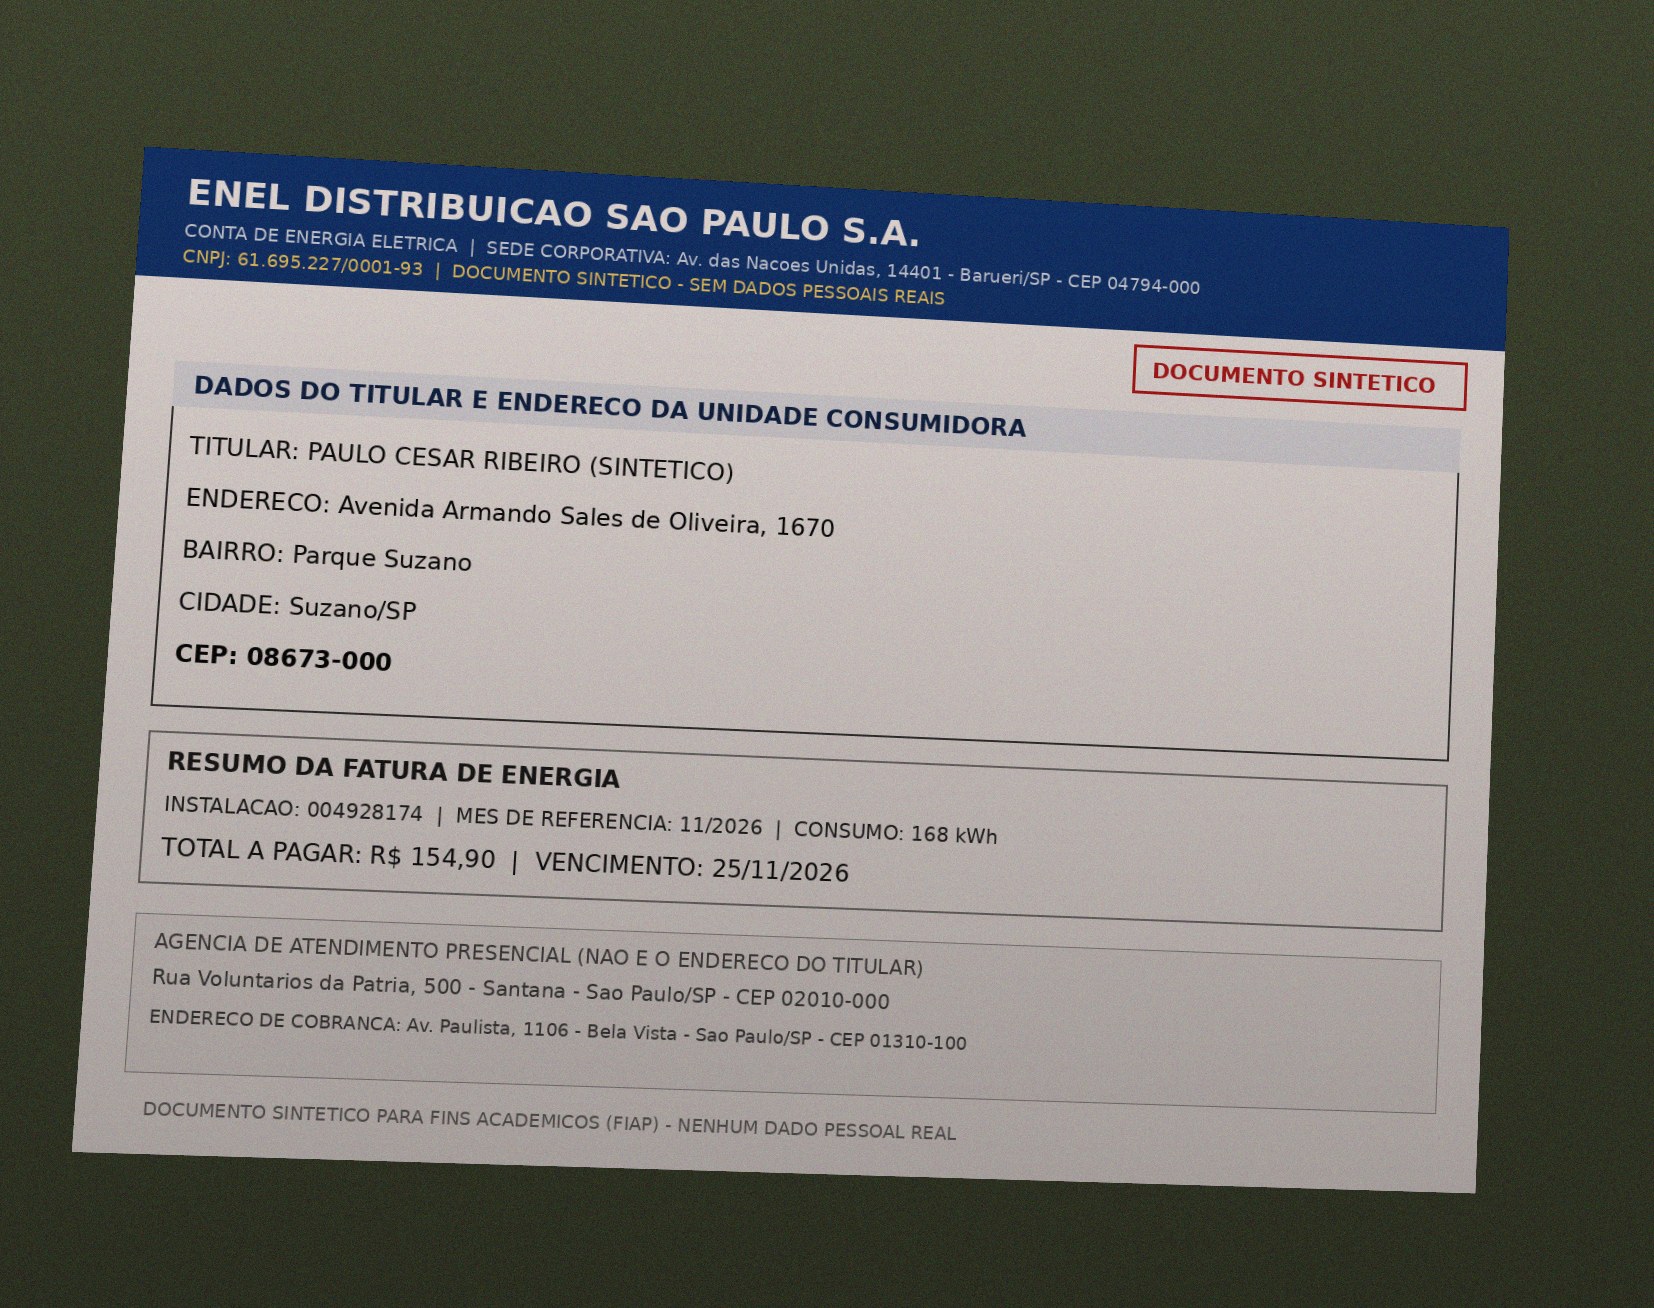 ENEL DISTRIBUICAO SAO PAULO S.A.
CONTA DE ENERGIA ELETRICA | SEDE CORPORATIVA: Av. das Nacoes Unidas, 14401 - Barueri/SP - CEP 04794-000
CNPJ: 61.695.227/0001-93 | DOCUMENTO SINTETICO - SEM DADOS PESSOAIS REAIS
DOCUMENTO SINTETICO
DADOS DO TITULAR E ENDERECO DA UNIDADE CONSUMIDORA
TITULAR: PAULO CESAR RIBEIRO (SINTETICO)
ENDERECO: Avenida Armando Sales de Oliveira, 1670
BAIRRO: Parque Suzano
CIDADE: Suzano/SP
CEP: 08673-000
RESUMO DA FATURA DE ENERGIA
INSTALACAO: 004928174 | MES DE REFERENCIA: 11/2026 | CONSUMO: 168 kWh
TOTAL A PAGAR: R$ 154,90 | VENCIMENTO: 25/11/2026
AGENCIA DE ATENDIMENTO PRESENCIAL (NAO E O ENDERECO DO TITULAR)
Rua Voluntarios da Patria, 500 - Santana - Sao Paulo/SP - CEP 02010-000
ENDERECO DE COBRANCA: Av. Paulista, 1106 - Bela Vista - Sao Paulo/SP - CEP 01310-100
DOCUMENTO SINTETICO PARA FINS ACADEMICOS (FIAP) - NENHUM DADO PESSOAL REAL